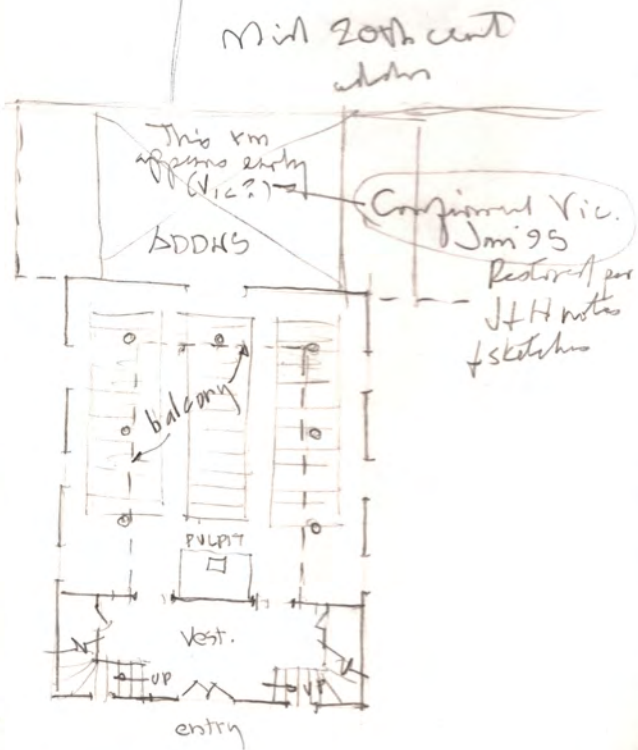 Mid 20th cent
addns
This rm
appears early
(Vic?)
ADDNS
Confirmed Vic.
Jan '95
Restored per
J+H notes
+ sketches
balcony
PULPIT
Vest.
UP
UP
entry